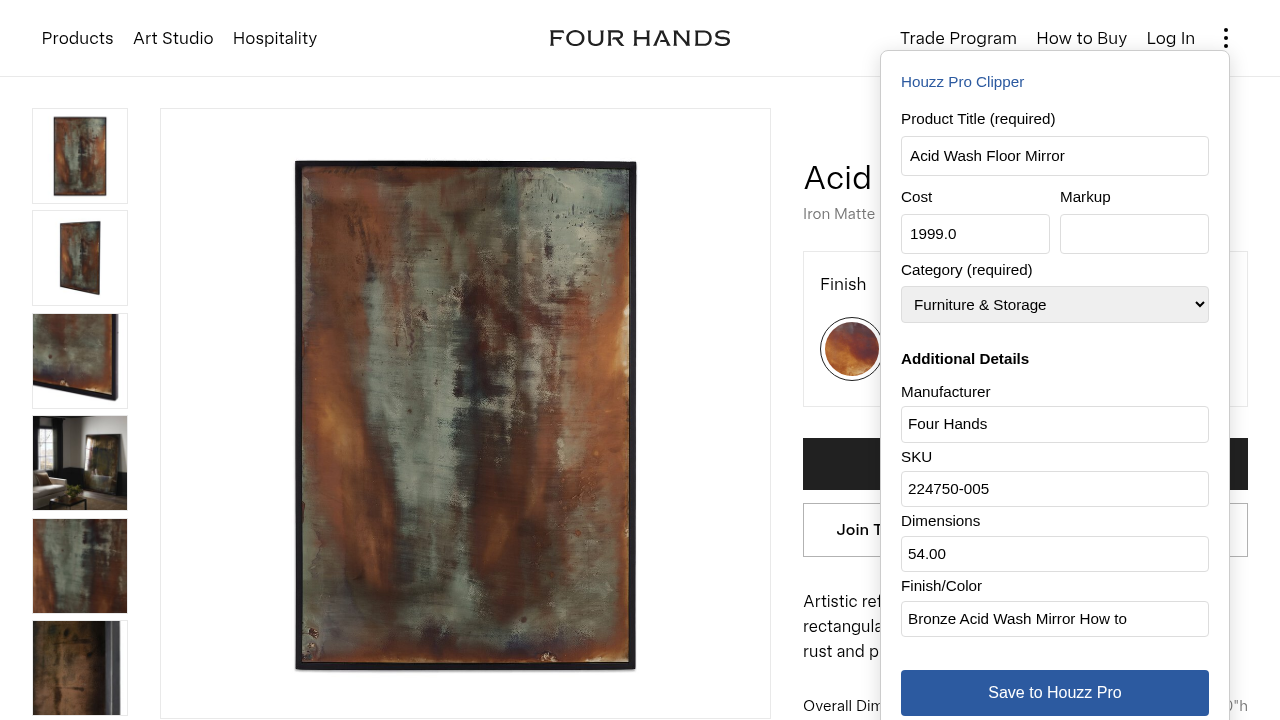 Products
Art Studio
Hospitality
FOUR HANDS
Trade Program
How to Buy
Log In
Acid
Iron Matte
Finish
Join T
Artistic ref
rectangula
rust and p
Overall Dim
0"h
Houzz Pro Clipper
Product Title (required)
Acid Wash Floor Mirror
Cost
Markup
1999.0
Category (required)
Furniture & Storage
Additional Details
Manufacturer
Four Hands
SKU
224750-005
Dimensions
54.00
Finish/Color
Bronze Acid Wash Mirror How to
Save to Houzz Pro